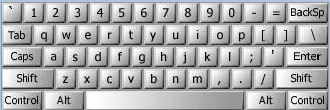 ` 1 2 3 4 5 6 7 8 9 0 - = BackSp
Tab q w e r t y u i o p [ ] \
Caps a s d f g h j k l ; ' Enter
Shift z x c v b n m , . / Shift
Control Alt Alt Control